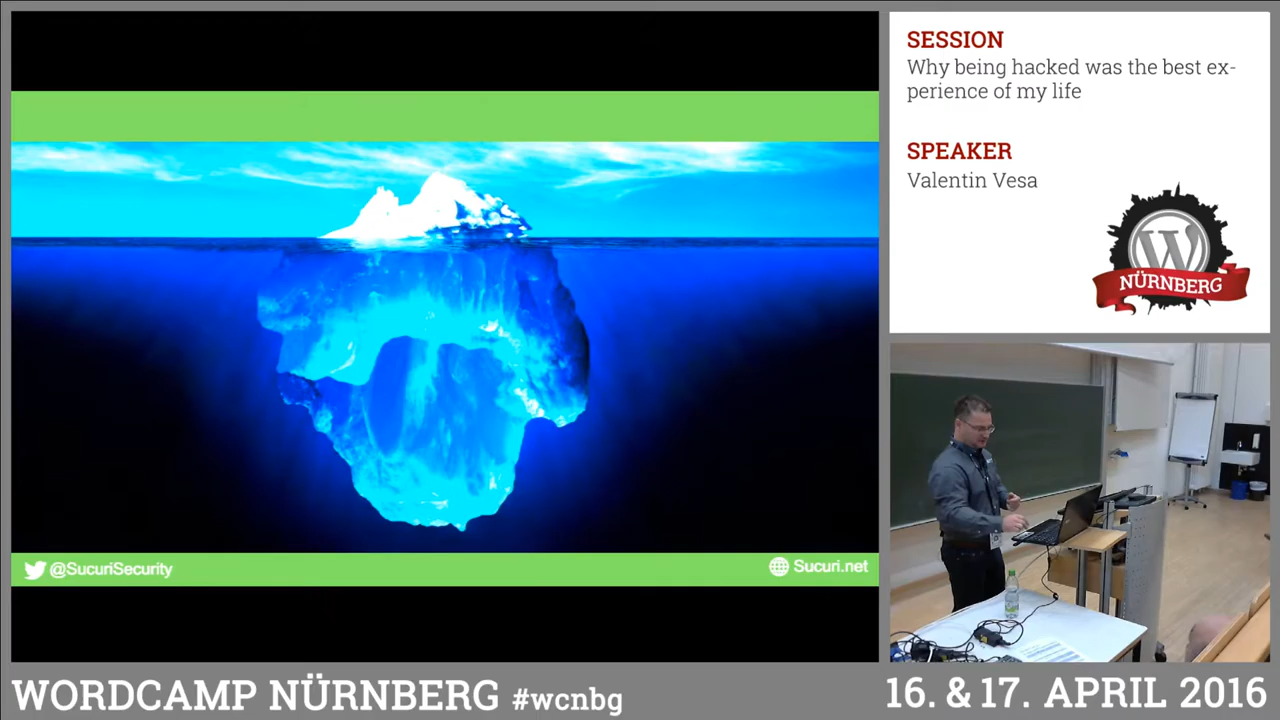 SESSION
Why being hacked was the best ex-
perience of my life
SPEAKER
Valentin Vesa
W
NÜRNBERG
@SucuriSecurity
Sucuri.net
WORDCAMP NÜRNBERG #wcnbg
16. & 17. APRIL 2016